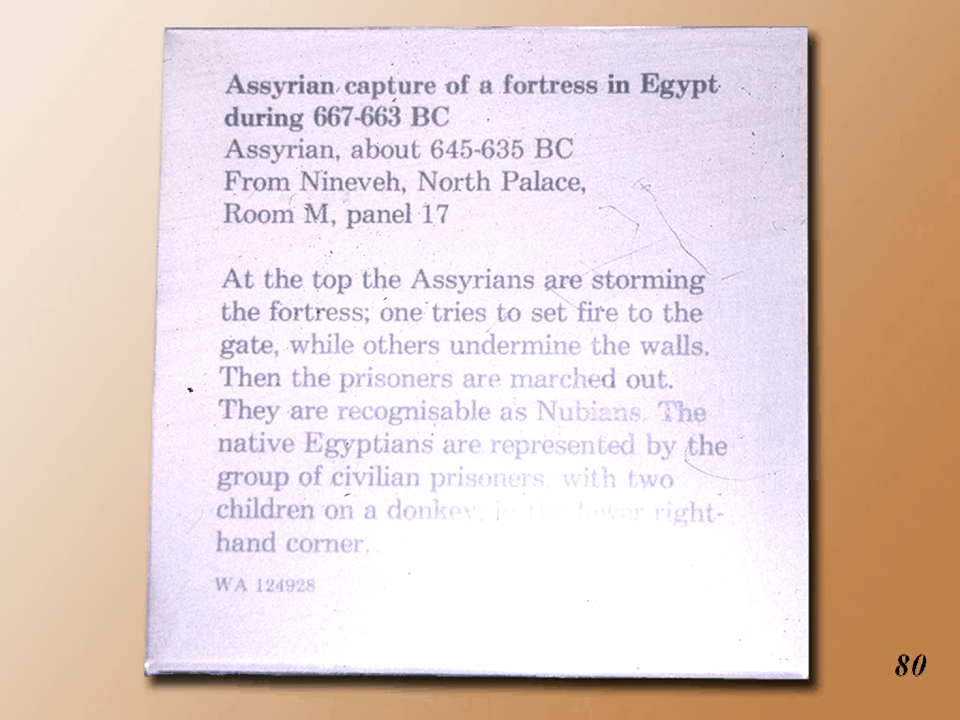 Assyrian capture of a fortress in Egypt
during 667-663 BC
Assyrian, about 645-635 BC
From Nineveh, North Palace,
Room M, panel 17
At the top the Assyrians are storming
the fortress; one tries to set fire to the
gate, while others undermine the walls.
Then the prisoners are marched out.
They are recognisable as Nubians. The
native Egyptians are represented by the
group of civilian prisoners, with two
children on a donkey, in the lower right-
hand corner.
WA 124928
80